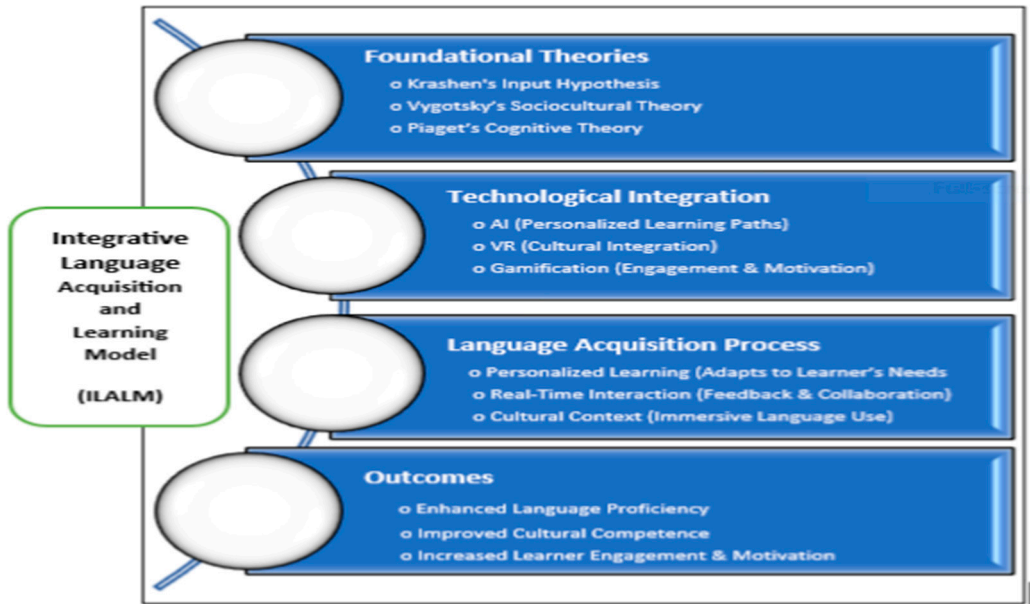 Foundational Theories
o Krashen's Input Hypothesis
o Vygotsky's Sociocultural Theory
o Piaget's Cognitive Theory
Technological Integration
o AI (Personalized Learning Paths)
o VR (Cultural Integration)
o Gamification (Engagement & Motivation)
Integrative
Language
Acquisition
and
Learning
Model
(ILALM)
Language Acquisition Process
o Personalized Learning (Adapts to Learner's Needs
o Real-Time Interaction (Feedback & Collaboration)
o Cultural Context (Immersive Language Use)
Outcomes
o Enhanced Language Proficiency
o Improved Cultural Competence
o Increased Learner Engagement & Motivation